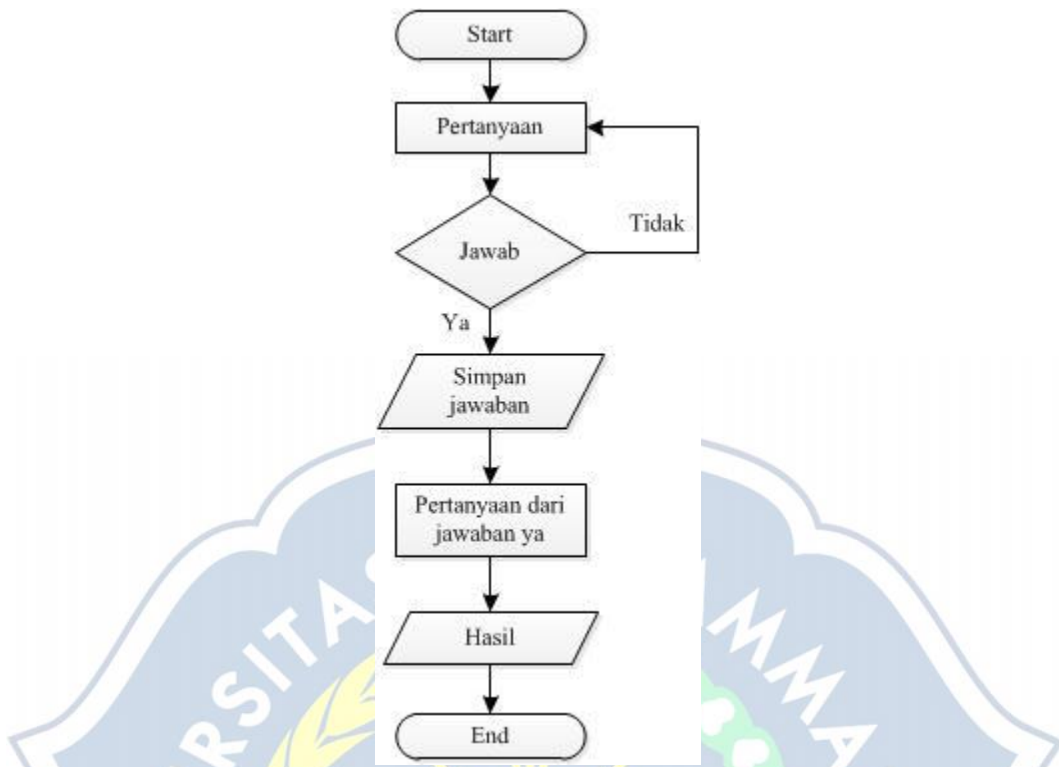 Start
Pertanyaan
Tidak
Jawab
Ya
Simpan
jawaban
Pertanyaan dari
jawaban ya
Hasil
End